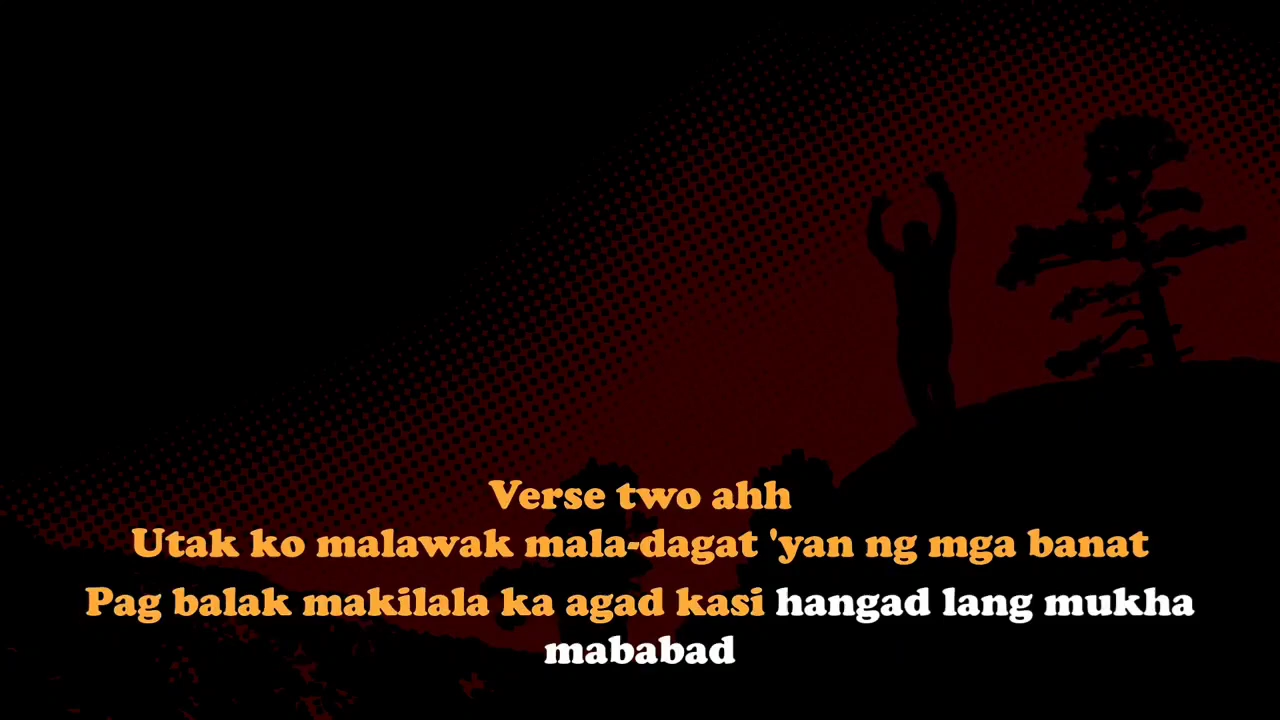 Verse two ahh
Utak ko malawak mala-dagat 'yan ng mga banat
Pag balak makilala ka agad kasi hangad lang mukha
mababad